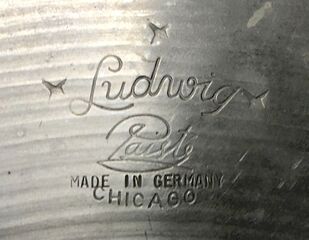 Ludwig
Paiste
MADE IN GERMANY
CHICAGO